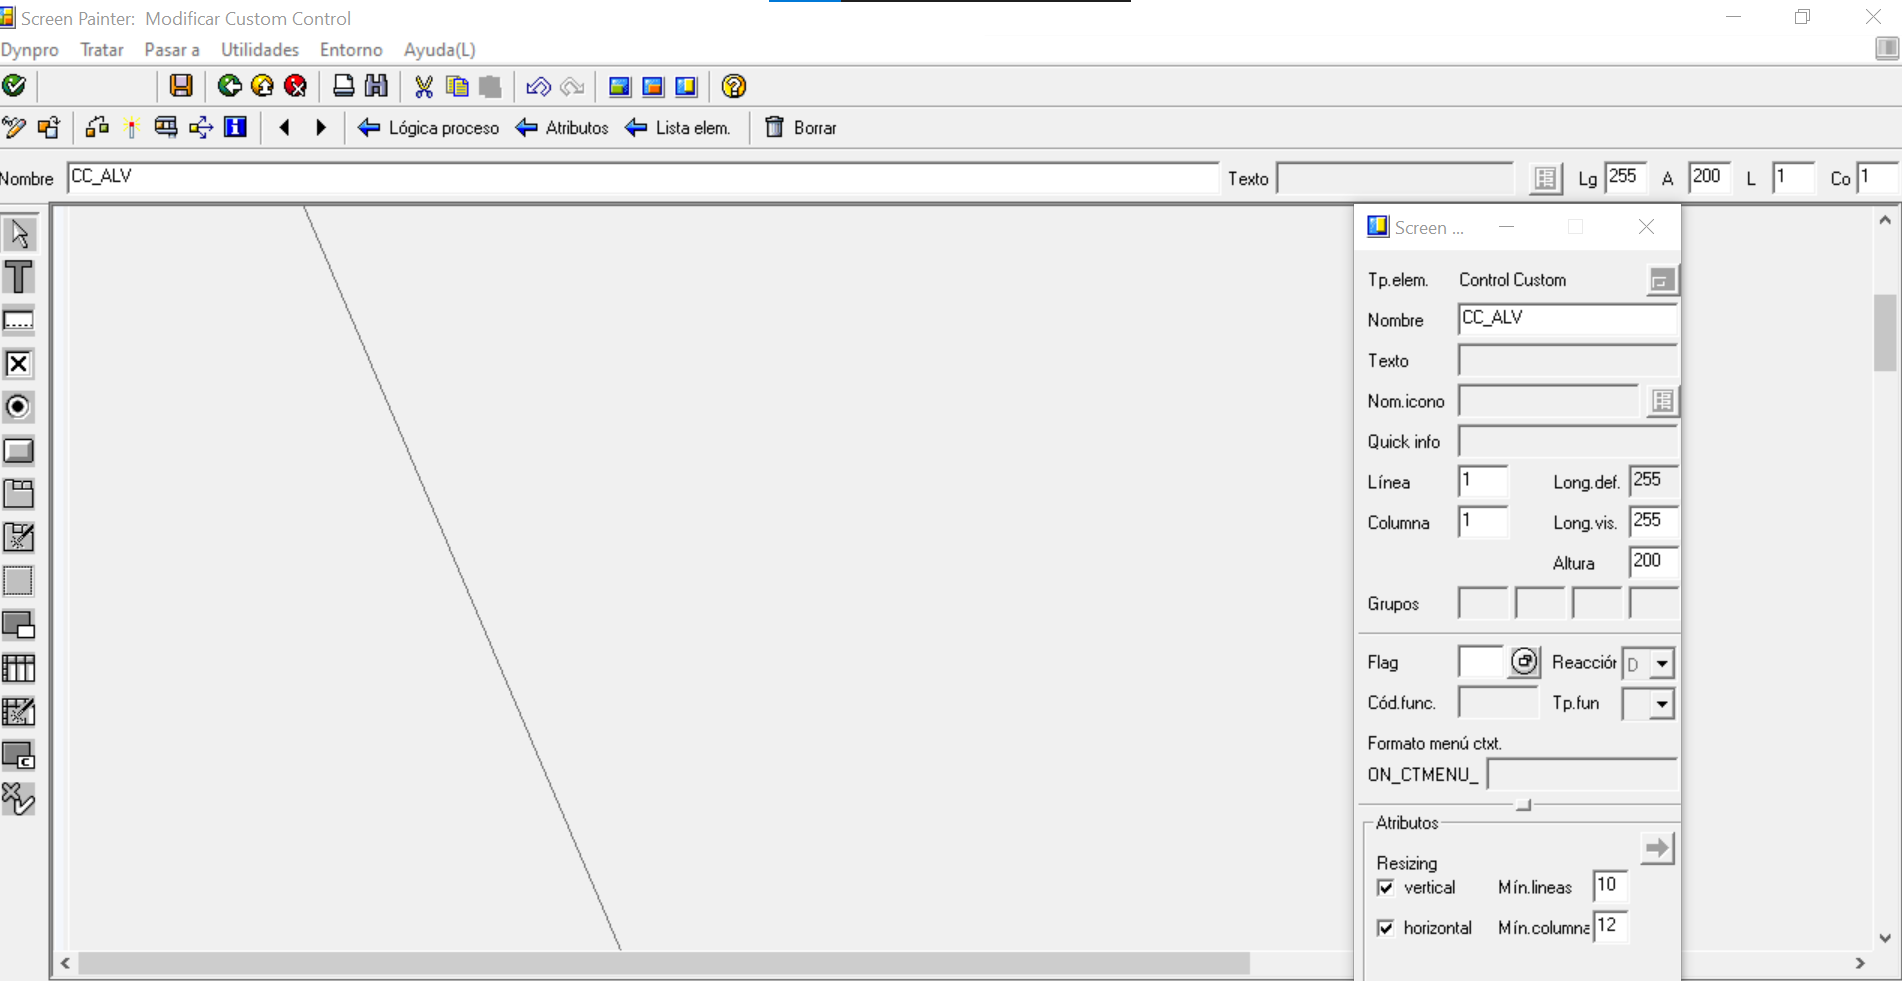 Screen Painter:  Modificar Custom Control
Dynpro Tratar Pasar a Utilidades Entorno Ayuda(L)
Lógica proceso Atributos Lista elem. Borrar
Nombre CC_ALV Texto Lg 255 A 200 L 1 Co 1
Screen ...
Tp.elem. Control Custom
Nombre CC_ALV
Texto
Nom.icono
Quick info
Línea 1 Long.def. 255
Columna 1 Long.vis. 255
Altura 200
Grupos
Flag Reacción D
Cód.func. Tp.fun
Formato menú ctxt.
ON_CTMENU_
Atributos
Resizing
vertical Mín.lineas 10
horizontal Mín.columna 12